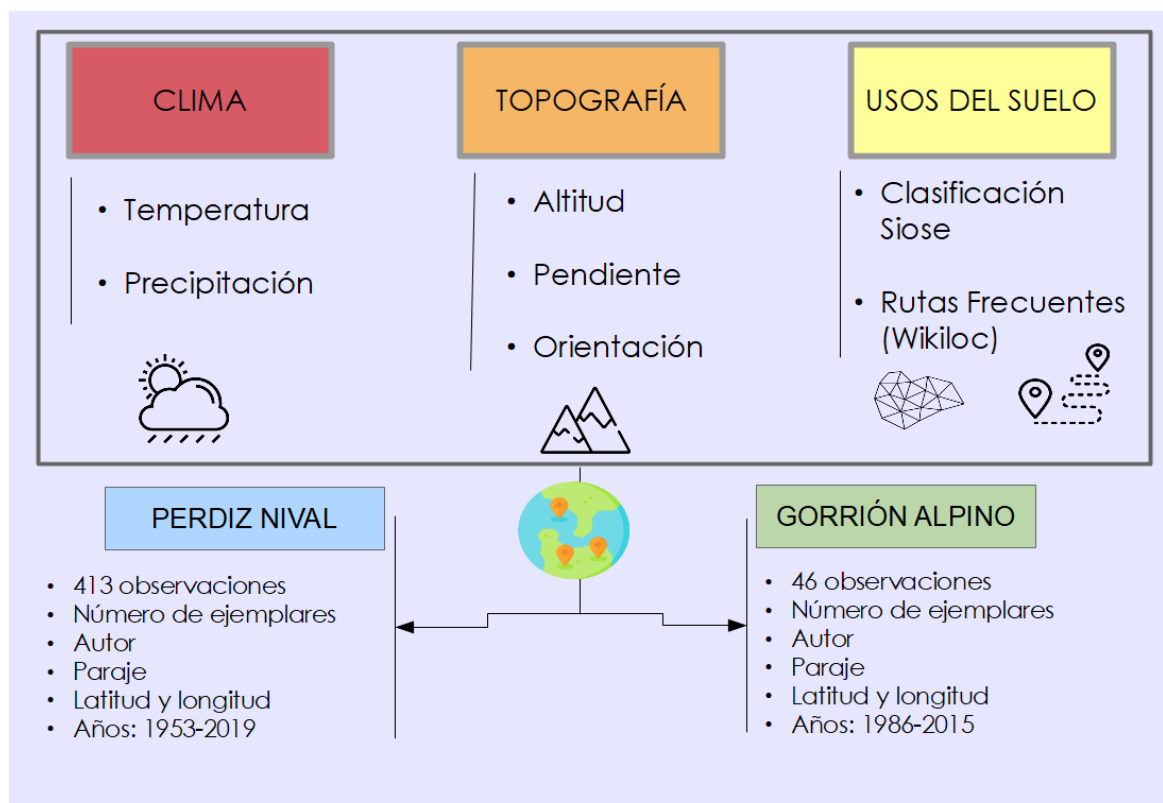 CLIMA
• Temperatura
• Precipitación
TOPOGRAFÍA
• Altitud
• Pendiente
• Orientación
USOS DEL SUELO
• Clasificación
Siose
• Rutas Frecuentes
(Wikiloc)
PERDIZ NIVAL
• 413 observaciones
• Número de ejemplares
• Autor
• Paraje
• Latitud y longitud
• Años: 1953-2019
GORRIÓN ALPINO
• 46 observaciones
• Número de ejemplares
• Autor
• Paraje
• Latitud y longitud
• Años: 1986-2015